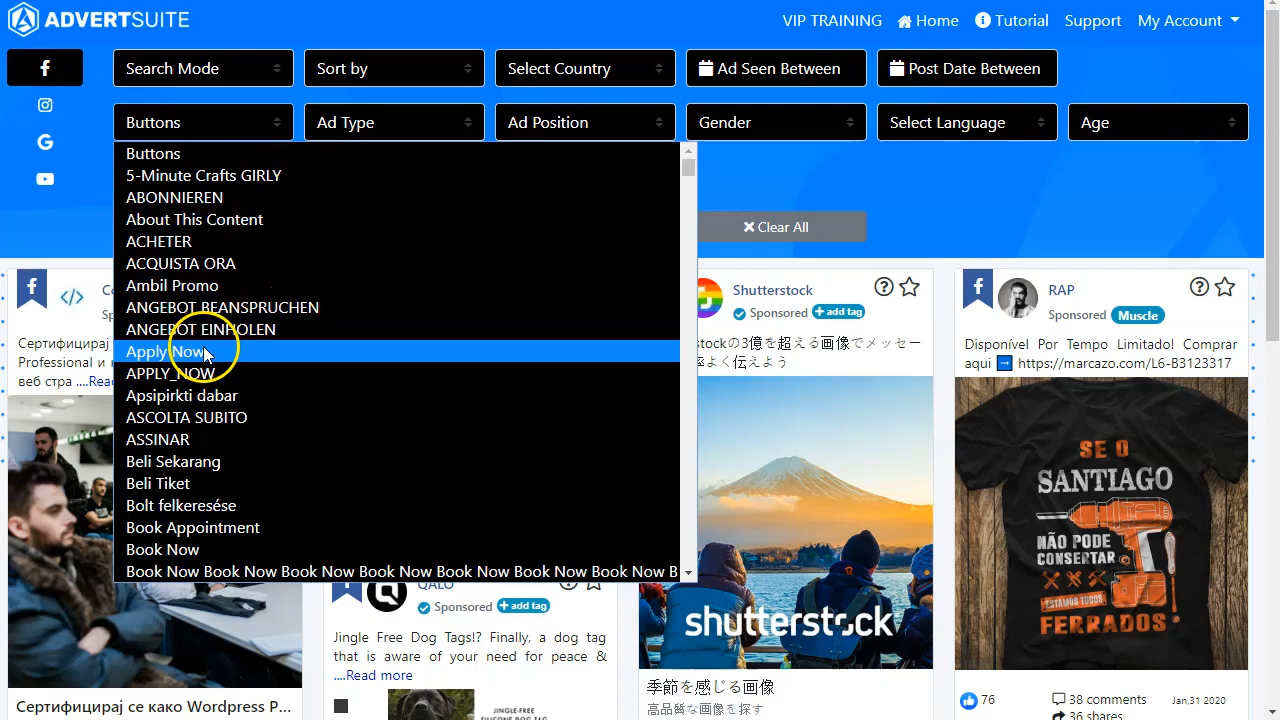 ADVERTSUITE
VIP TRAINING Home Tutorial Support My Account
Search Mode Sort by Select Country Ad Seen Between Post Date Between
Buttons Ad Type Ad Position Gender Select Language Age
Buttons
5-Minute Crafts GIRLY
ABONNIEREN
About This Content
ACHETER
ACQUISTA ORA
Ambil Promo
ANGEBOT BEANSPRUCHEN
ANGEBOT EINHOLEN
Apply Now
APPLY_NOW
Apsipirkti dabar
ASCOLTA SUBITO
ASSINAR
Beli Sekarang
Beli Tiket
Bolt felkeresése
Book Appointment
Book Now
Book Now Book Now Book Now Book Now Book Now Book Now Book Now B
Clear All
Сертифицирај
Professional и
веб стра ....Rea
Сертифицирај се како Wordpress P...
QALO
Sponsored + add tag
Jingle Free Dog Tags!? Finally, a dog tag
that is aware of your need for peace &
....Read more
JINGLE-FREE
Shutterstock
Sponsored + add tag
stockの3億を超える画像でメッセー
率よく伝えよう
shutterstock
季節を感じる画像
高品質な画像を探す
RAP
Sponsored Muscle
Disponível Por Tempo Limitado! Comprar
aqui ➡ https://marcazo.com/L6-B3123317
SE O
SANTIAGO
NÃO PODE
CONSERTAR
ESTAMOS TODOS
FERRADOS
76 38 comments Jan,31 2020
36 shares